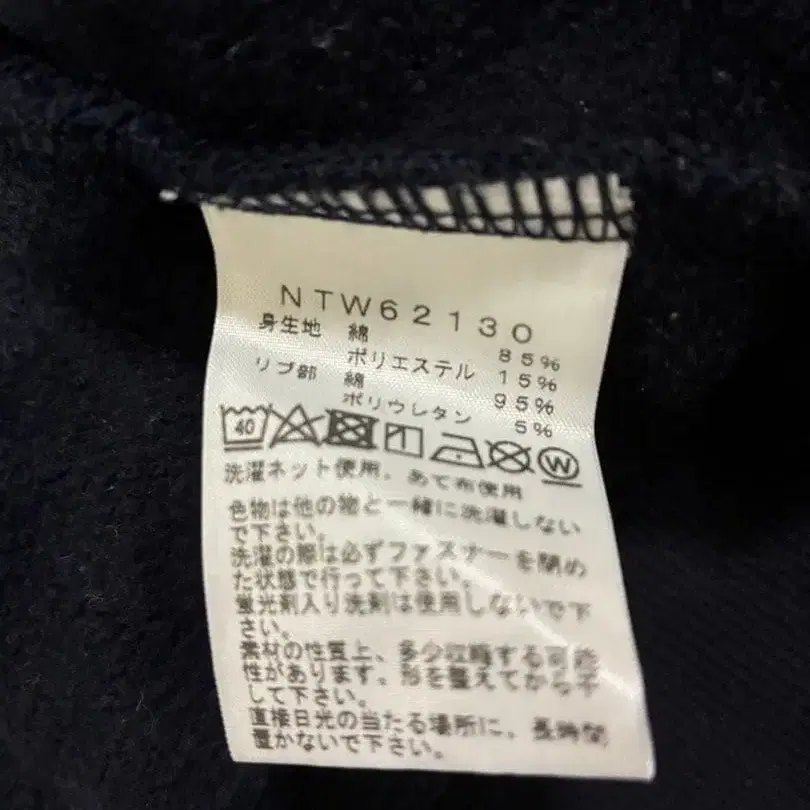 NTW62130
身生地 綿 85%
ポリエステル 15%
リブ部 綿 95%
ポリウレタン 5%
40 W
洗濯ネット使用．あて布使用
色物は他の物と一緒に洗濯しない
で下さい。
洗濯の際は必ずファスナーを閉め
た状態で行って下さい。
蛍光剤入り洗剤は使用しないで下
さい。
素材の性質上、多少収縮する可能
性があります。形を整えてから干
して下さい。
直接日光の当たる場所に、長時間
置かないで下さい。